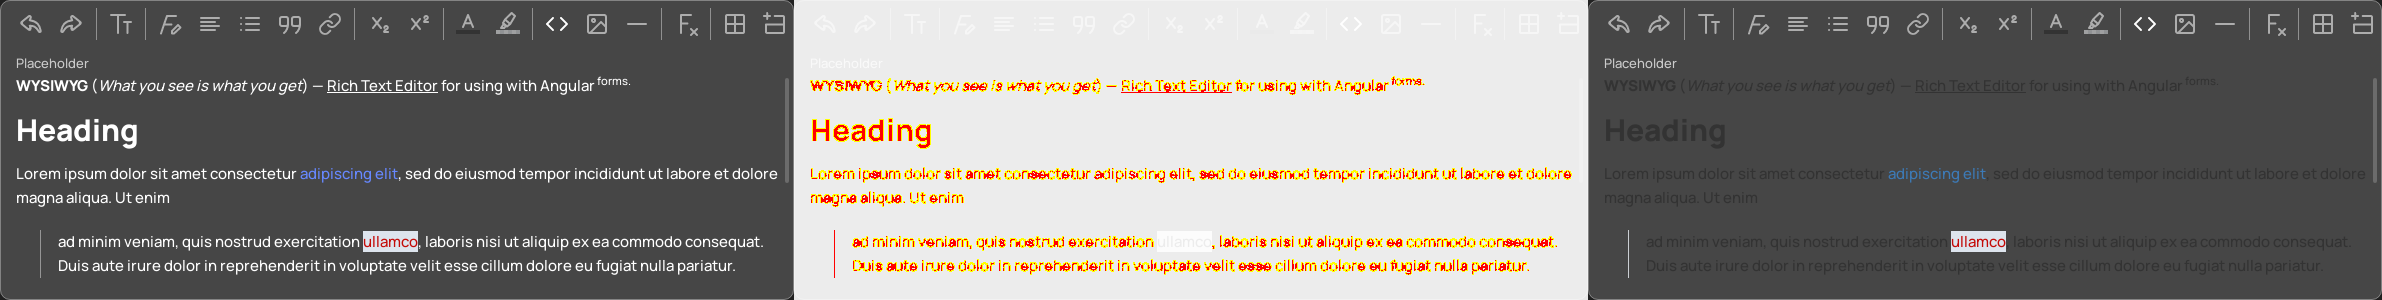 Placeholder
WYSIWYG (What you see is what you get) — Rich Text Editor for using with Angular forms.
Heading
Lorem ipsum dolor sit amet consectetur adipiscing elit, sed do eiusmod tempor incididunt ut labore et dolore
magna aliqua. Ut enim
ad minim veniam, quis nostrud exercitation ullamco, laboris nisi ut aliquip ex ea commodo consequat.
Duis aute irure dolor in reprehenderit in voluptate velit esse cillum dolore eu fugiat nulla pariatur.
Placeholder
WYSIWYG (What you see is what you get) — Rich Text Editor for using with Angular forms.
Heading
Lorem ipsum dolor sit amet consectetur adipiscing elit, sed do eiusmod tempor incididunt ut labore et dolore
magna aliqua. Ut enim
ad minim veniam, quis nostrud exercitation ullamco, laboris nisi ut aliquip ex ea commodo consequat.
Duis aute irure dolor in reprehenderit in voluptate velit esse cillum dolore eu fugiat nulla pariatur.
Placeholder
WYSIWYG (What you see is what you get) — Rich Text Editor for using with Angular forms.
Heading
Lorem ipsum dolor sit amet consectetur adipiscing elit, sed do eiusmod tempor incididunt ut labore et dolore
magna aliqua. Ut enim
ad minim veniam, quis nostrud exercitation ullamco, laboris nisi ut aliquip ex ea commodo consequat.
Duis aute irure dolor in reprehenderit in voluptate velit esse cillum dolore eu fugiat nulla pariatur.